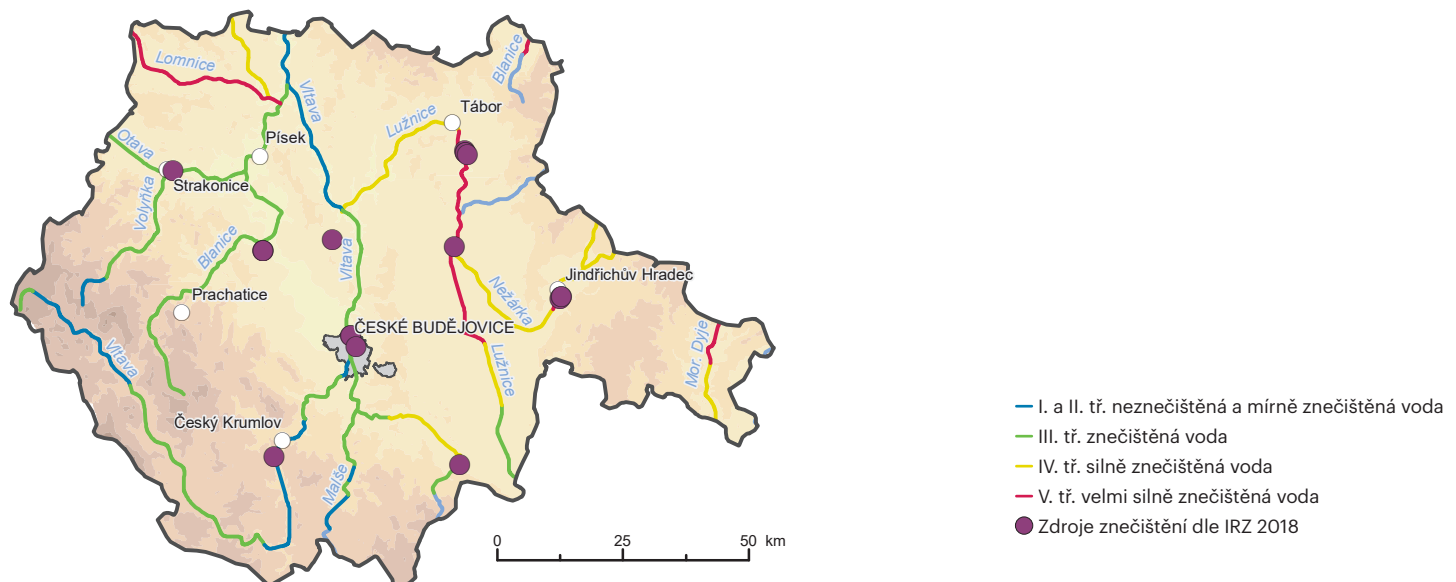 Lomnice
Vltava
Blanice
Lužnice
Tábor
Otava
Písek
Strakonice
Volyňka
Blanice
Vltava
Prachatice
Jindřichův Hradec
Nežárka
ČESKÉ BUDĚJOVICE
Vltava
Lužnice
Mor. Dyje
Český Krumlov
Malše
0 25 50 km
I. a II. tř. neznečištěná a mírně znečištěná voda
III. tř. znečištěná voda
IV. tř. silně znečištěná voda
V. tř. velmi silně znečištěná voda
Zdroje znečištění dle IRZ 2018